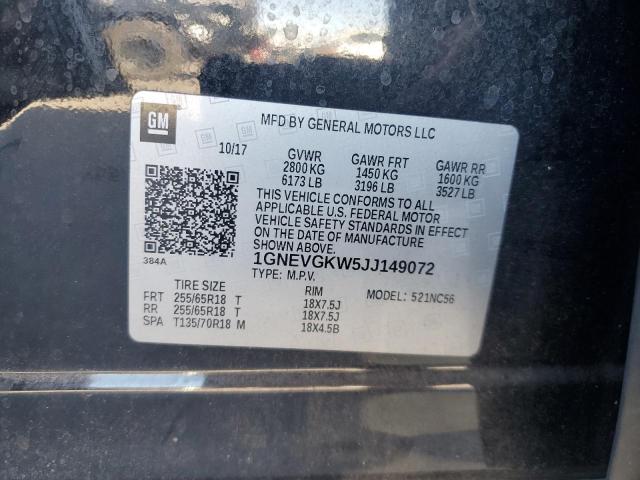 GM
MFD BY GENERAL MOTORS LLC
10/17 GVWR GAWR FRT GAWR RR
2800 KG 1450 KG 1600 KG
6173 LB 3196 LB 3527 LB
THIS VEHICLE CONFORMS TO ALL
APPLICABLE U.S. FEDERAL MOTOR
VEHICLE SAFETY STANDARDS IN EFFECT
ON THE DATE OF MANUFACTURE
SHOWN ABOVE.
384A
1GNEVGKW5JJ149072
TYPE: M.P.V.
TIRE SIZE RIM MODEL: 521NC56
FRT 255/65R18 T 18X7.5J
RR 255/65R18 T 18X7.5J
SPA T135/70R18 M 18X4.5B